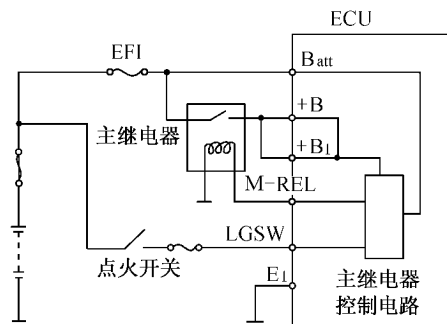 ECU
EFI
Batt
+B
主继电器
+B1
M-REL
LGSW
点火开关
E1
主继电器
控制电路